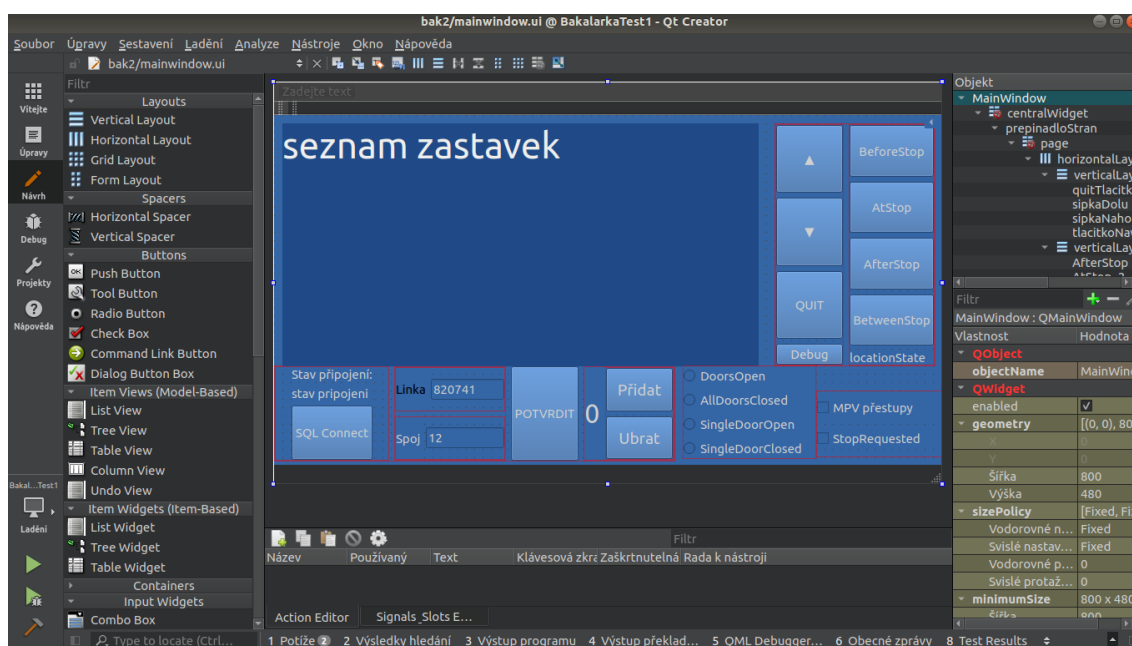 bak2/mainwindow.ui @ BakalarkaTest1 - Qt Creator
Soubor Úpravy Sestavení Ladění Analyze Nástroje Okno Nápověda
bak2/mainwindow.ui
Vítejte
Úpravy
Návrh
Debug
Projekty
Nápověda
Bakal...Test1
Ladění
Filtr
Layouts
Vertical Layout
Horizontal Layout
Grid Layout
Form Layout
Spacers
Horizontal Spacer
Vertical Spacer
Buttons
Push Button
Tool Button
Radio Button
Check Box
Command Link Button
Dialog Button Box
Item Views (Model-Based)
List View
Tree View
Table View
Column View
Undo View
Item Widgets (Item-Based)
List Widget
Tree Widget
Table Widget
Containers
Input Widgets
Combo Box
Zadejte text
seznam zastavek
▲
▼
QUIT
Debug
BeforeStop
AtStop
AfterStop
BetweenStop
locationState
Stav připojení:
stav pripojeni
SQL Connect
Linka 820741
Spoj 12
POTVRDIT
0
Přidat
Ubrat
DoorsOpen
AllDoorsClosed
SingleDoorOpen
SingleDoorClosed
MPV přestupy
StopRequested
Filtr
Název Používaný Text Klávesová zkra Zaškrtnutelná Rada k nástroji
Action Editor Signals_Slots E...
Objekt
MainWindow
centralWidget
prepinadloStran
page
horizontalLay
verticalLay
quitTlacitk
sipkaDolu
sipkaNaho
tlacitkoNav
verticalLay
AfterStop
AtStop_2
Filtr
MainWindow : QMainWindow
Vlastnost Hodnota
QObject
objectName MainWind
QWidget
enabled
geometry [(0, 0), 80
X 0
Y 0
Šířka 800
Výška 480
sizePolicy [Fixed, Fi
Vodorovné n... Fixed
Svislé nastav... Fixed
Vodorovné p... 0
Svislé protaž... 0
minimumSize 800 x 480
Šířka 800
Type to locate (Ctrl...
1 Potíže 2 2 Výsledky hledání 3 Výstup programu 4 Výstup překlad... 5 QML Debugger... 6 Obecné zprávy 8 Test Results